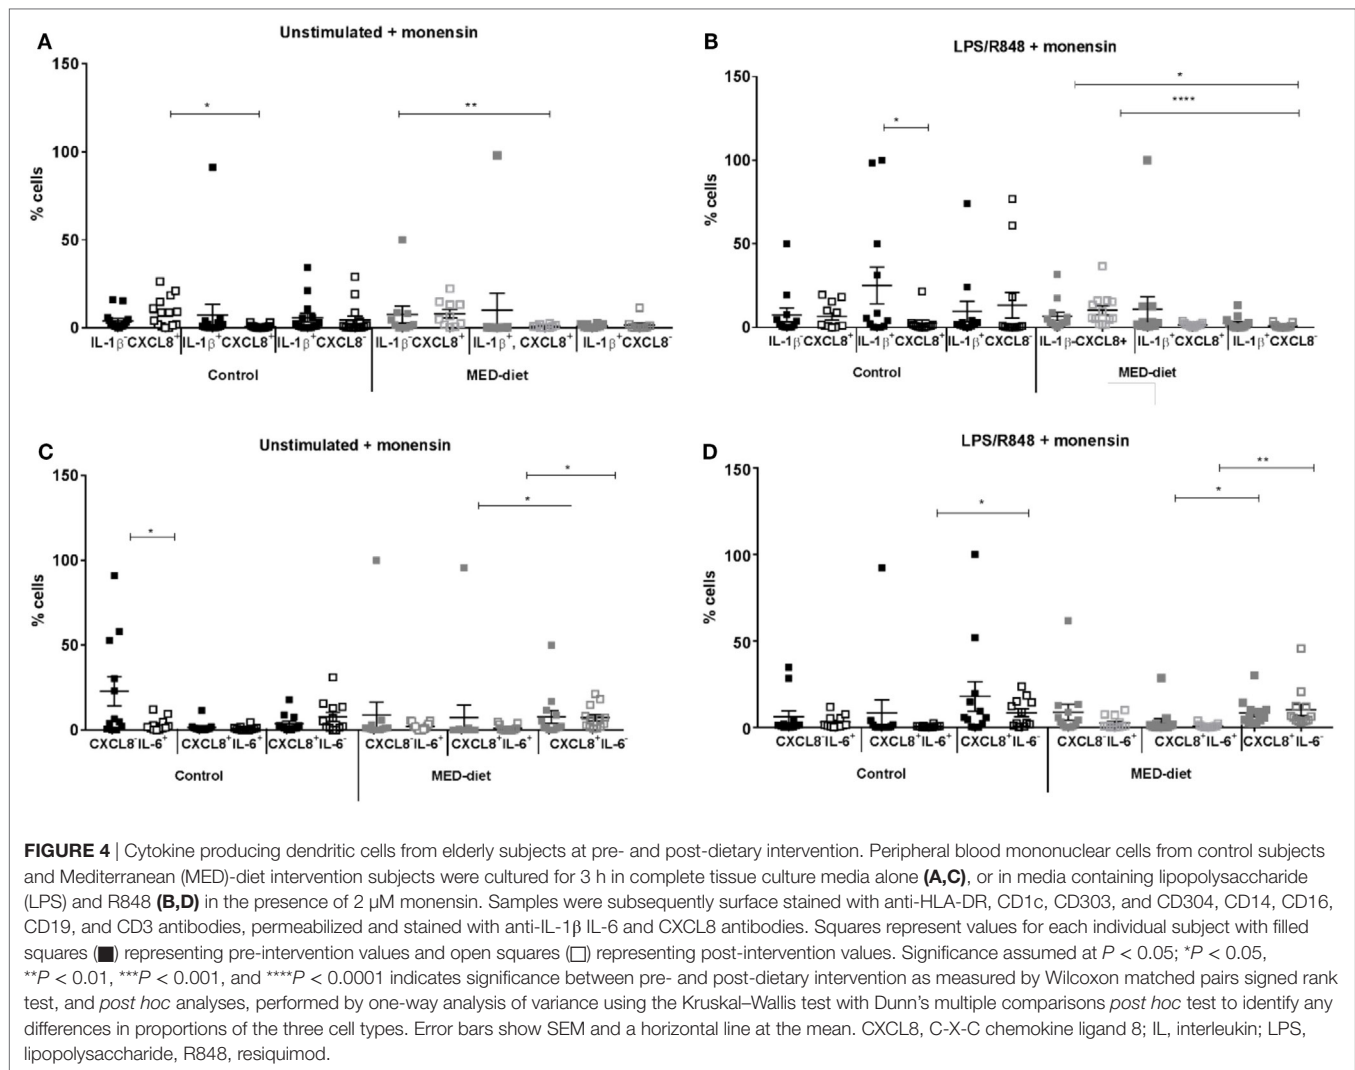 A
Unstimulated + monensin
150
100
50
0
% cells
*
**
IL-1β⁻CXCL8⁺ IL-1β⁺CXCL8⁺ IL-1β⁺CXCL8⁻ IL-1β⁻CXCL8⁺ IL-1β⁺, CXCL8⁺ IL-1β⁺CXCL8⁻
Control MED-diet
B
LPS/R848 + monensin
150
100
50
0
% cells
*
*
****
IL-1β⁻CXCL8⁺ IL-1β⁺CXCL8⁺ IL-1β⁺CXCL8⁻ IL-1β-CXCL8+ IL-1β⁺CXCL8⁺ IL-1β⁺CXCL8⁻
Control MED-diet
C
Unstimulated + monensin
150
100
50
0
% cells
*
*
*
CXCL8⁻IL-6⁺ CXCL8⁺IL-6⁺ CXCL8⁺IL-6⁻ CXCL8⁻IL-6⁺ CXCL8⁺IL-6⁺ CXCL8⁺IL-6⁻
Control MED-diet
D
LPS/R848 + monensin
150
100
50
0
% cells
*
*
**
CXCL8⁻IL-6⁺ CXCL8⁺IL-6⁺ CXCL8⁺IL-6⁻ CXCL8⁻IL-6⁺ CXCL8⁺IL-6⁺ CXCL8⁺IL-6⁻
Control MED-diet
FIGURE 4 | Cytokine producing dendritic cells from elderly subjects at pre- and post-dietary intervention. Peripheral blood mononuclear cells from control subjects
and Mediterranean (MED)-diet intervention subjects were cultured for 3 h in complete tissue culture media alone (A,C), or in media containing lipopolysaccharide
(LPS) and R848 (B,D) in the presence of 2 µM monensin. Samples were subsequently surface stained with anti-HLA-DR, CD1c, CD303, and CD304, CD14, CD16,
CD19, and CD3 antibodies, permeabilized and stained with anti-IL-1β IL-6 and CXCL8 antibodies. Squares represent values for each individual subject with filled
squares (■) representing pre-intervention values and open squares (□) representing post-intervention values. Significance assumed at P < 0.05; *P < 0.05,
**P < 0.01, ***P < 0.001, and ****P < 0.0001 indicates significance between pre- and post-dietary intervention as measured by Wilcoxon matched pairs signed rank
test, and post hoc analyses, performed by one-way analysis of variance using the Kruskal–Wallis test with Dunn's multiple comparisons post hoc test to identify any
differences in proportions of the three cell types. Error bars show SEM and a horizontal line at the mean. CXCL8, C-X-C chemokine ligand 8; IL, interleukin; LPS,
lipopolysaccharide, R848, resiquimod.